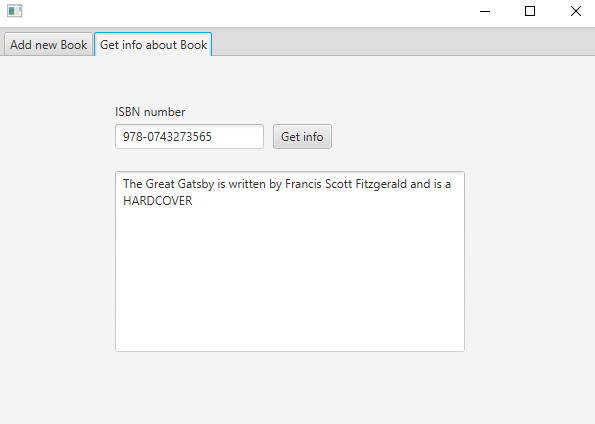 Add new Book
Get info about Book
ISBN number
978-0743273565
Get info
The Great Gatsby is written by Francis Scott Fitzgerald and is a
HARDCOVER